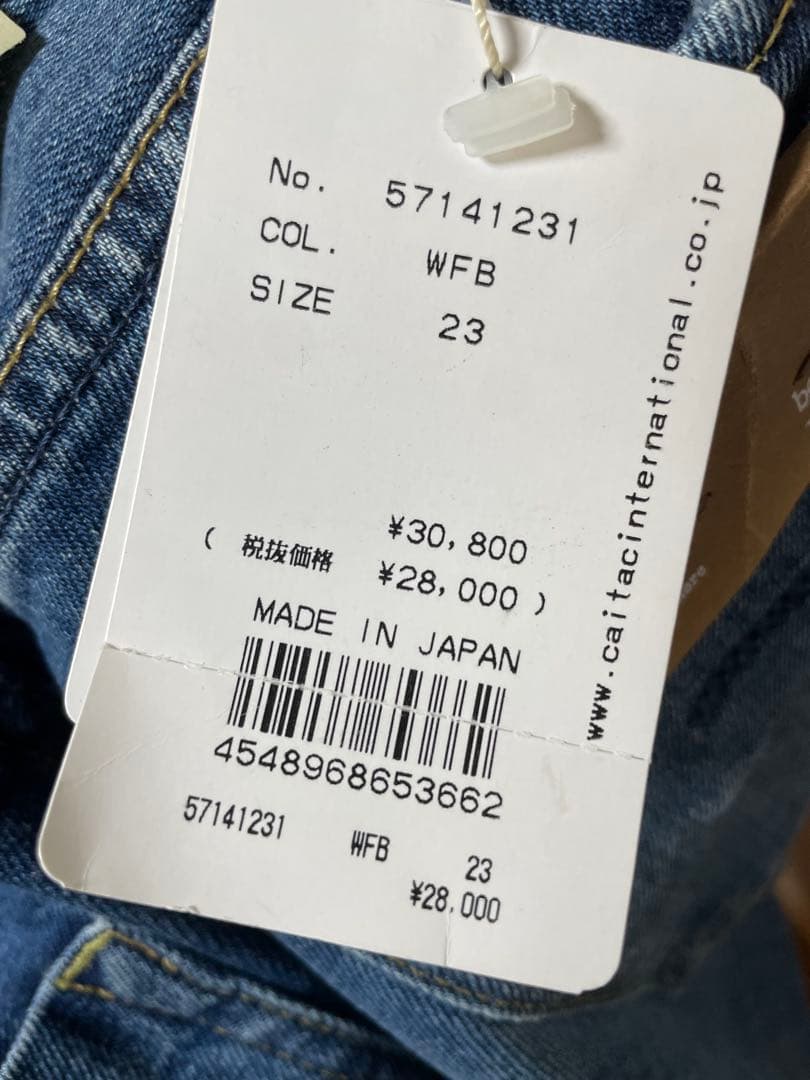 No. 57141231
COL. WFB
SIZE 23
¥30,800
( 税抜価格 ¥28,000 )
MADE IN JAPAN
4548968653662
57141231 WFB 23
¥28,000
www.caitacinternational.co.jp